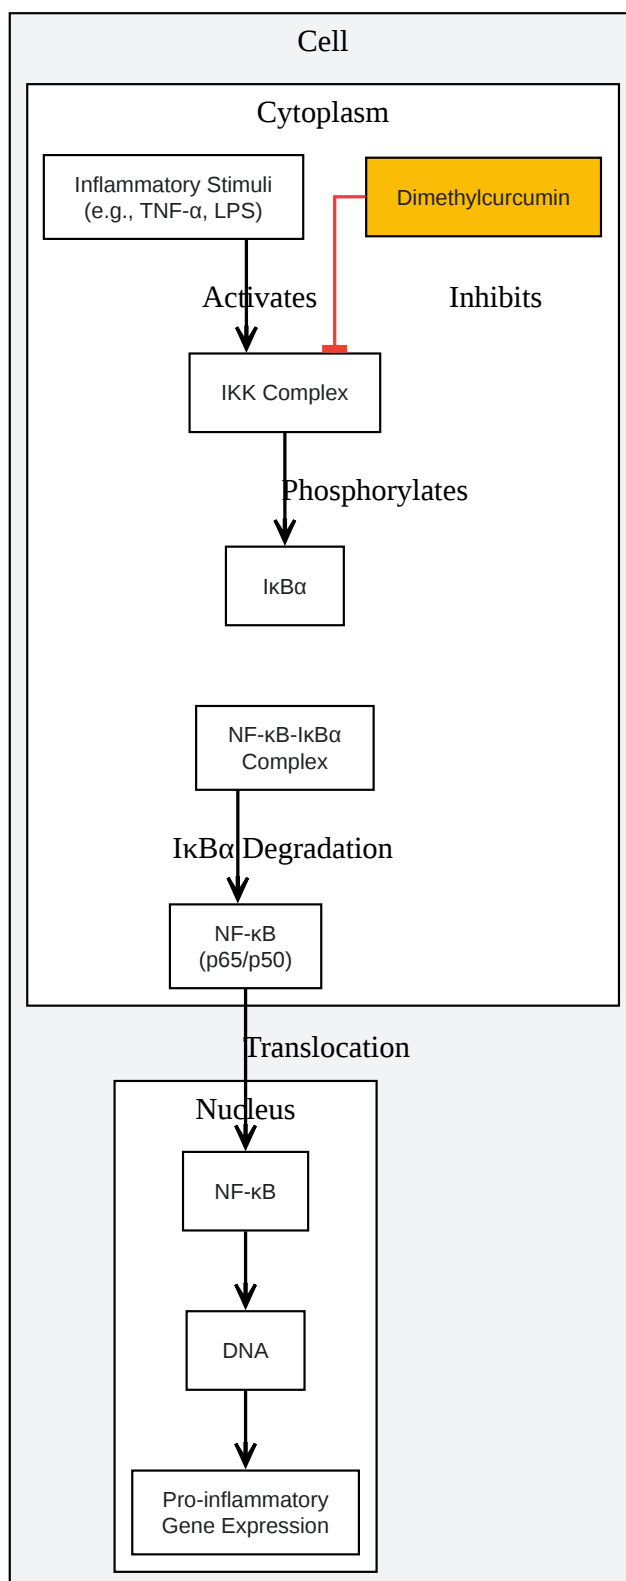 Cell
Cytoplasm
Inflammatory Stimuli
(e.g., TNF-α, LPS)
Dimethylcurcumin
Activates
Inhibits
IKK Complex
Phosphorylates
IκBα
NF-κB-IκBα
Complex
IκBα Degradation
NF-κB
(p65/p50)
Translocation
Nucleus
NF-κB
DNA
Pro-inflammatory
Gene Expression